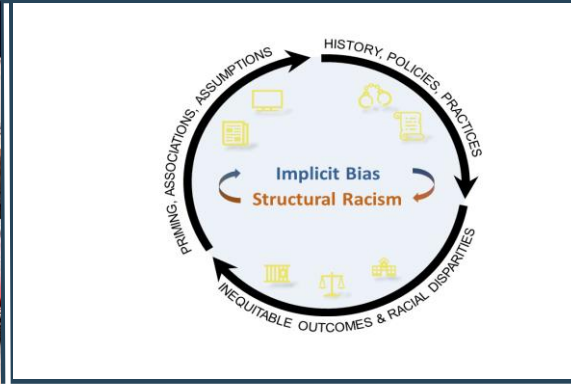 HISTORY, POLICIES, PRACTICES
PRIMING, ASSOCIATIONS, ASSUMPTIONS
Implicit Bias
Structural Racism
INEQUITABLE OUTCOMES & RACIAL DISPARITIES